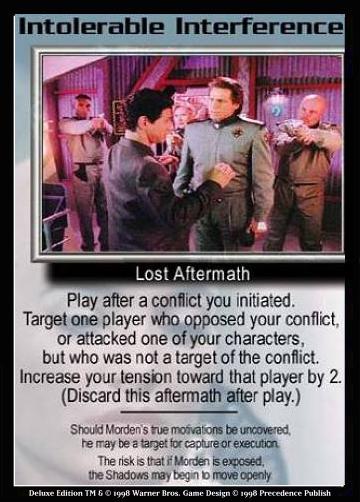 Intolerable Interference
Lost Aftermath
Play after a conflict you initiated.
Target one player who opposed your conflict,
or attacked one of your characters,
but who was not a target of the conflict.
Increase your tension toward that player by 2.
(Discard this aftermath after play.)
Should Morden's true motivations be uncovered,
he may be a target for capture or execution.
The risk is that if Morden is exposed,
the Shadows may begin to move openly.
Deluxe Edition TM & © 1998 Warner Bros. Game Design © 1998 Precedence Publish